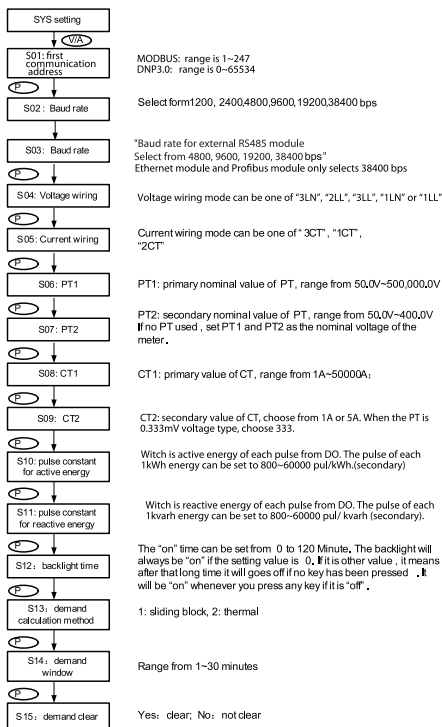 SYS setting
V/A
S01: first
communication
address
MODBUS: range is 1~247
DNP3.0: range is 0~65534
P
S02: Baud rate
Select form1200, 2400,4800,9600, 19200,38400 bps
S03: Baud rate
"Baud rate for external RS485 module
Select from 4800, 9600, 19200, 38400 bps"
Ethernet module and Profibus module only selects 38400 bps
P
S04: Voltage wiring
Voltage wiring mode can be one of "3LN", "2LL", "3LL", "1LN" or "1LL"
P
S05: Current wiring
Current wiring mode can be one of " 3CT", "1CT",
"2CT"
P
S06: PT1
PT1: primary nominal value of PT, range from 50.0V~500,000.0V
P
S07: PT2
PT2: secondary nominal value of PT, range from 50.0V~400.0V
If no PT used , set PT1 and PT2 as the nominal voltage of the
meter.
P
S08: CT1
CT1: primary value of CT, range from 1A~50000A;
P
S09: CT2
CT2: secondary value of CT, choose from 1A or 5A. When the PT is
0.333mV voltage type, choose 333.
P
S10: pulse constant
for active energy
Witch is active energy of each pulse from DO. The pulse of each
1kWh energy can be set to 800~60000 pul/kWh.(secondary)
P
S11: pulse constant
for reactive energy
Witch is reactive energy of each pulse from DO. The pulse of each
1kvarh energy can be set to 800~60000 pul/ kvarh (secondary).
P
S12: backlight time
The "on" time can be set from 0 to 120 Minute. The backlight will
always be "on" if the setting value is 0. If it is other value , it means
after that long time it will goes off if no key has been pressed . It
will be "on" whenever you press any key if it is "off".
P
S13: demand
calculation method
1: sliding block, 2: thermal
P
S14: demand
window
Range from 1~30 minutes
P
S15: demand clear
Yes: clear; No: not clear